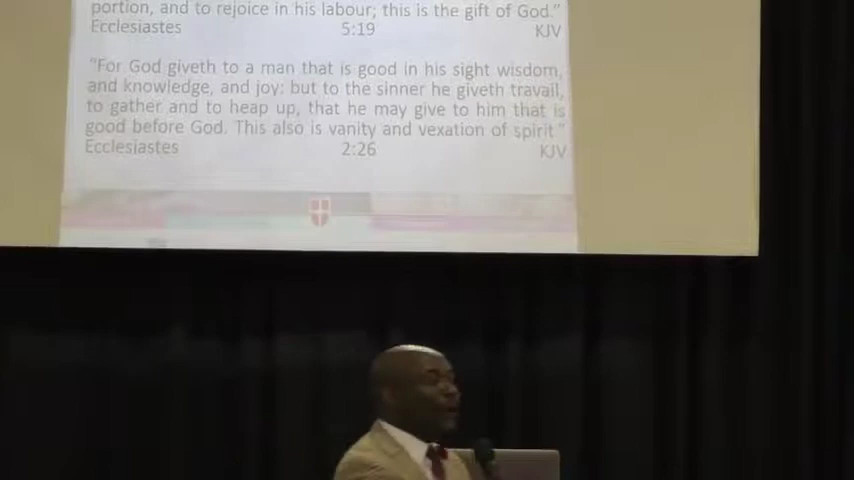 portion, and to rejoice in his labour; this is the gift of God."
Ecclesiastes 5:19 KJV
"For God giveth to a man that is good in his sight wisdom,
and knowledge, and joy: but to the sinner he giveth travail,
to gather and to heap up, that he may give to him that is
good before God. This also is vanity and vexation of spirit"
Ecclesiastes 2:26 KJV